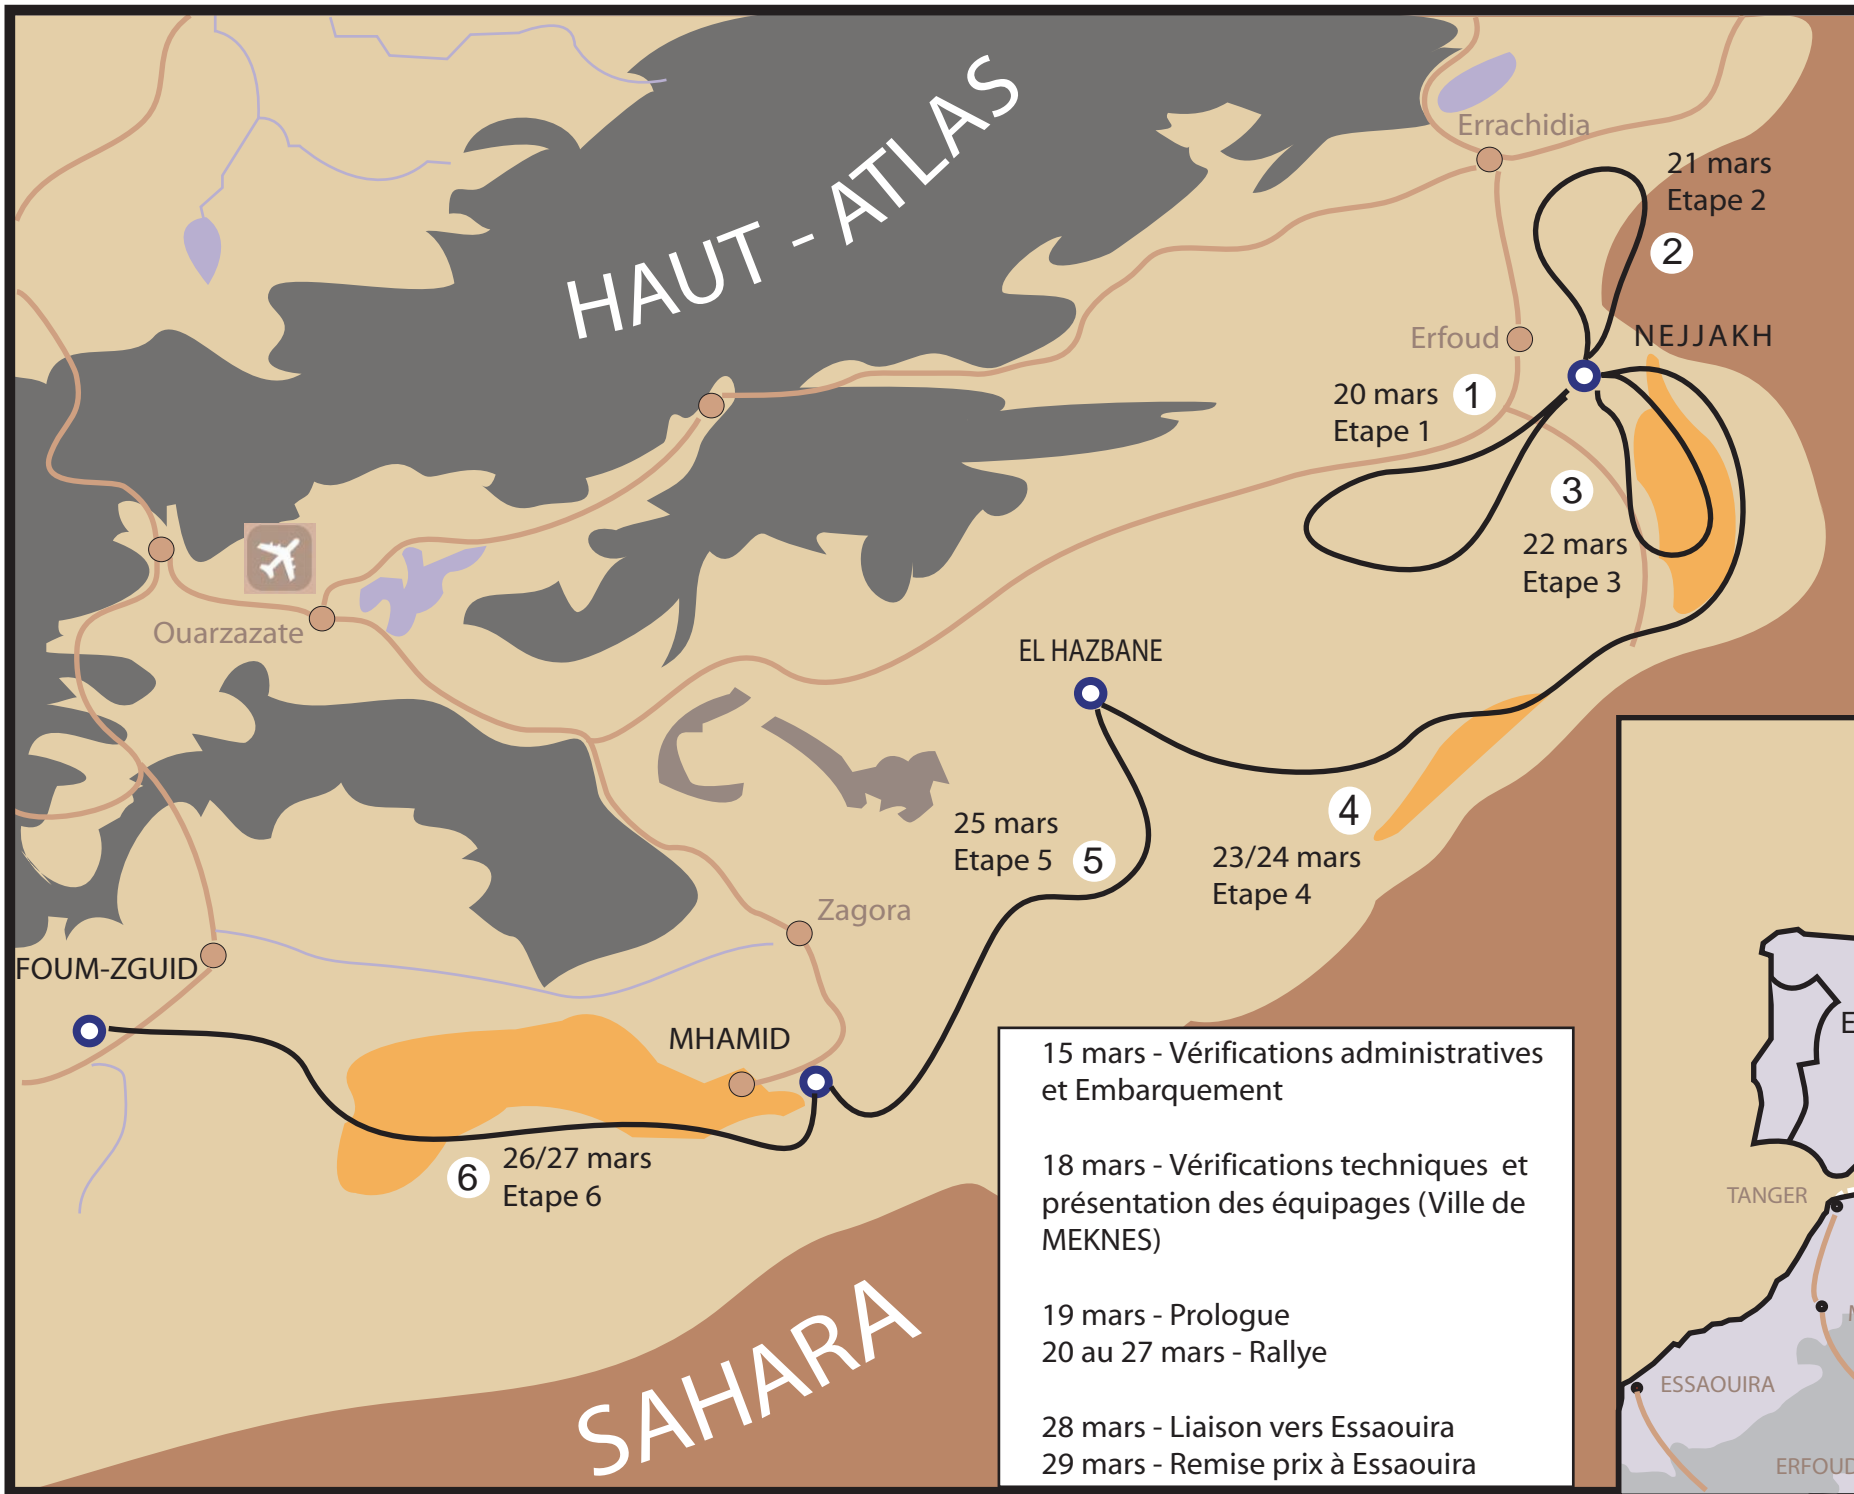 HAUT - ATLAS
Errachidia
21 mars
Etape 2
2
NEJJAKH
Erfoud
20 mars
Etape 1
1
3
22 mars
Etape 3
Ouarzazate
EL HAZBANE
4
23/24 mars
Etape 4
25 mars
Etape 5
5
Zagora
FOUM-ZGUID
MHAMID
6
26/27 mars
Etape 6
SAHARA
15 mars - Vérifications administratives
et Embarquement
18 mars - Vérifications techniques et
présentation des équipages (Ville de
MEKNES)
19 mars - Prologue
20 au 27 mars - Rallye
28 mars - Liaison vers Essaouira
29 mars - Remise prix à Essaouira
E
TANGER
ESSAOUIRA
ERFOUD